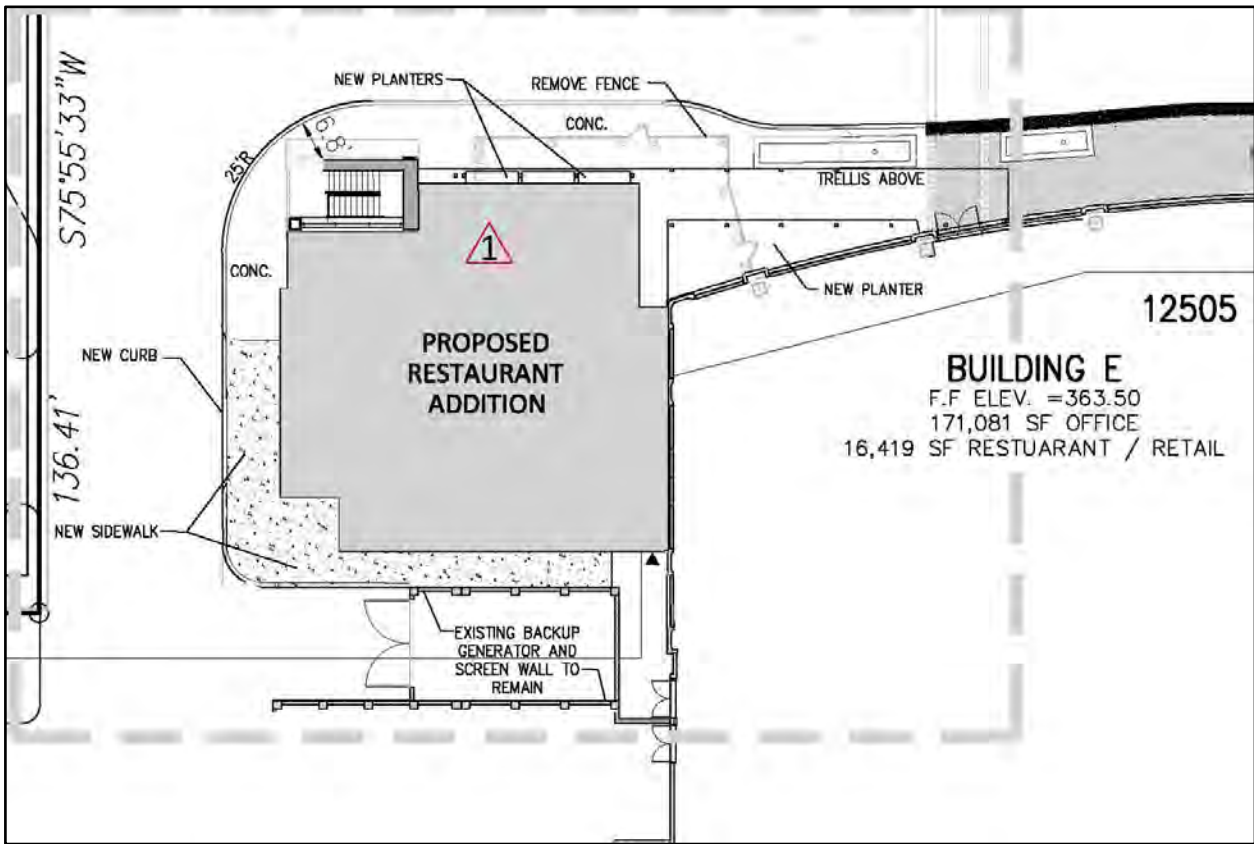 S75°55'33"W
136.41'
NEW PLANTERS
REMOVE FENCE
CONC.
25'R
TRELLIS ABOVE
1
CONC.
NEW PLANTER
12505
NEW CURB
PROPOSED
RESTAURANT
ADDITION
BUILDING E
F.F ELEV. =363.50
171,081 SF OFFICE
16,419 SF RESTUARANT / RETAIL
NEW SIDEWALK
EXISTING BACKUP
GENERATOR AND
SCREEN WALL TO
REMAIN